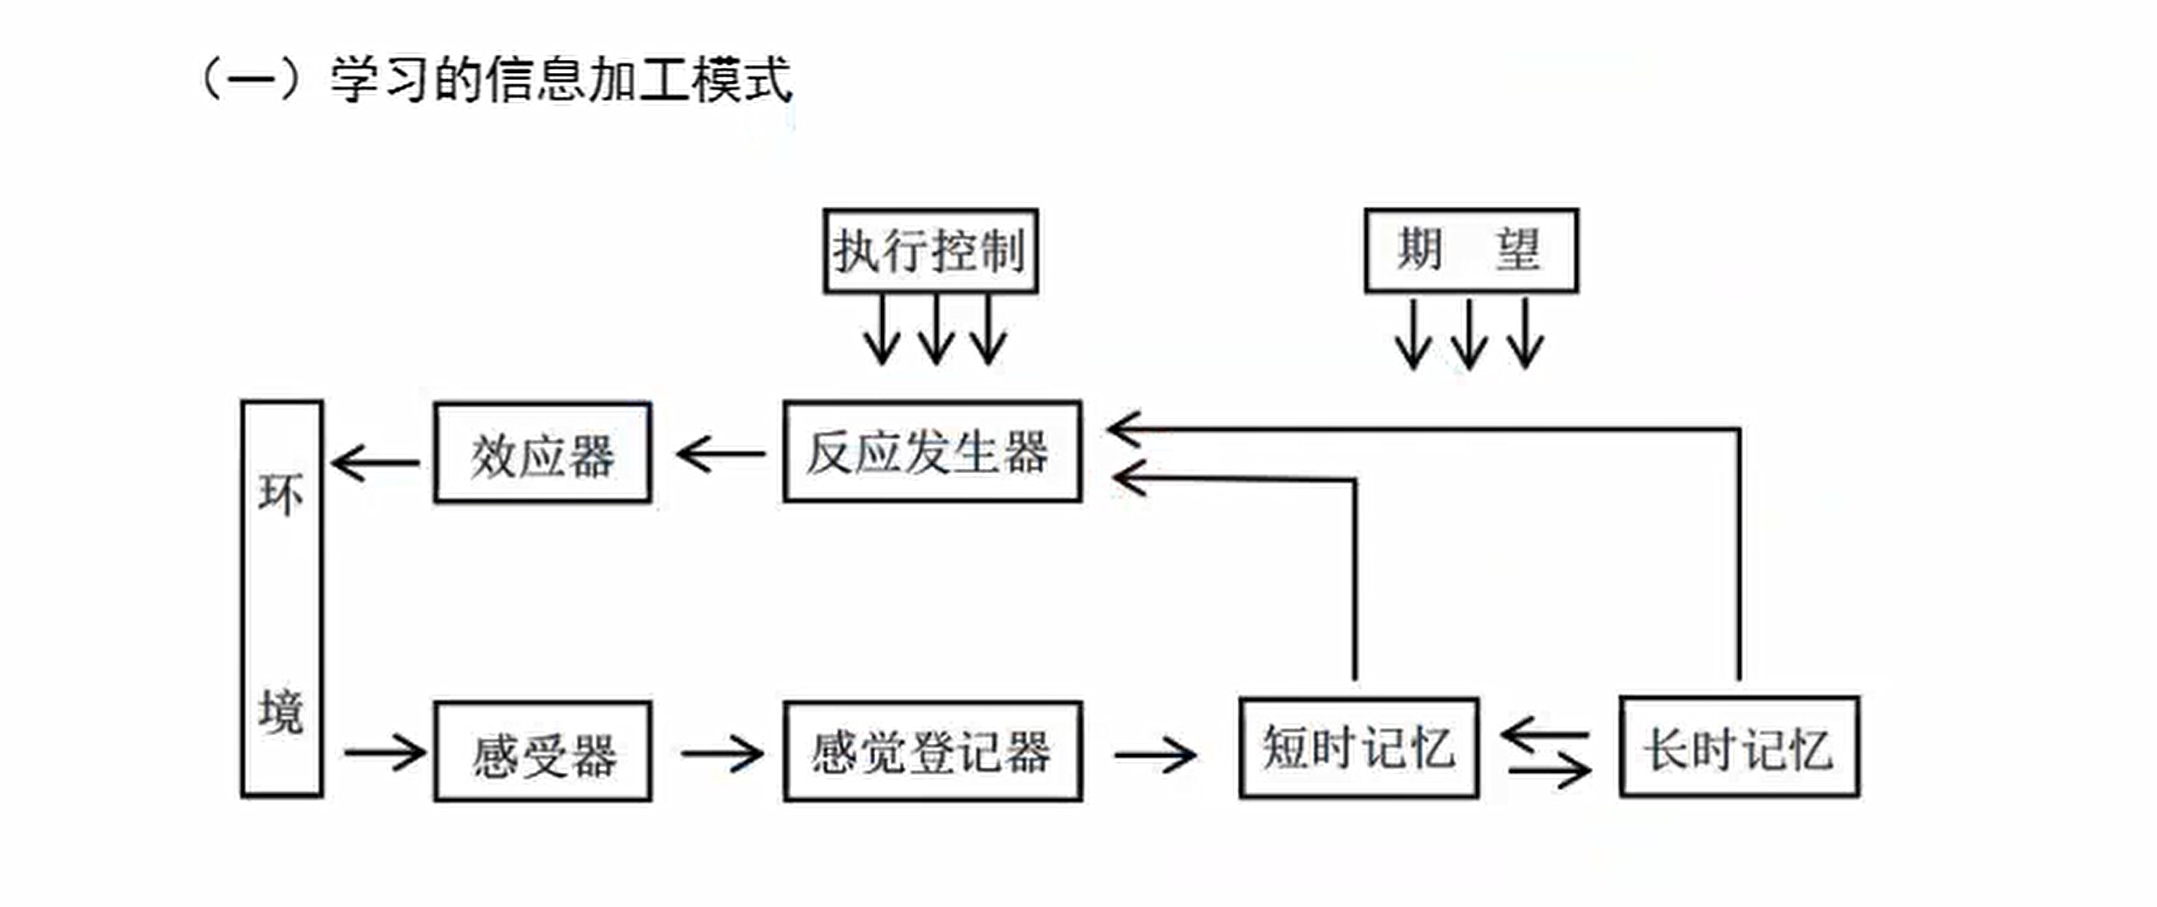 （一）学习的信息加工模式
执行控制
期 望
环境
效应器
反应发生器
感受器
感觉登记器
短时记忆
长时记忆